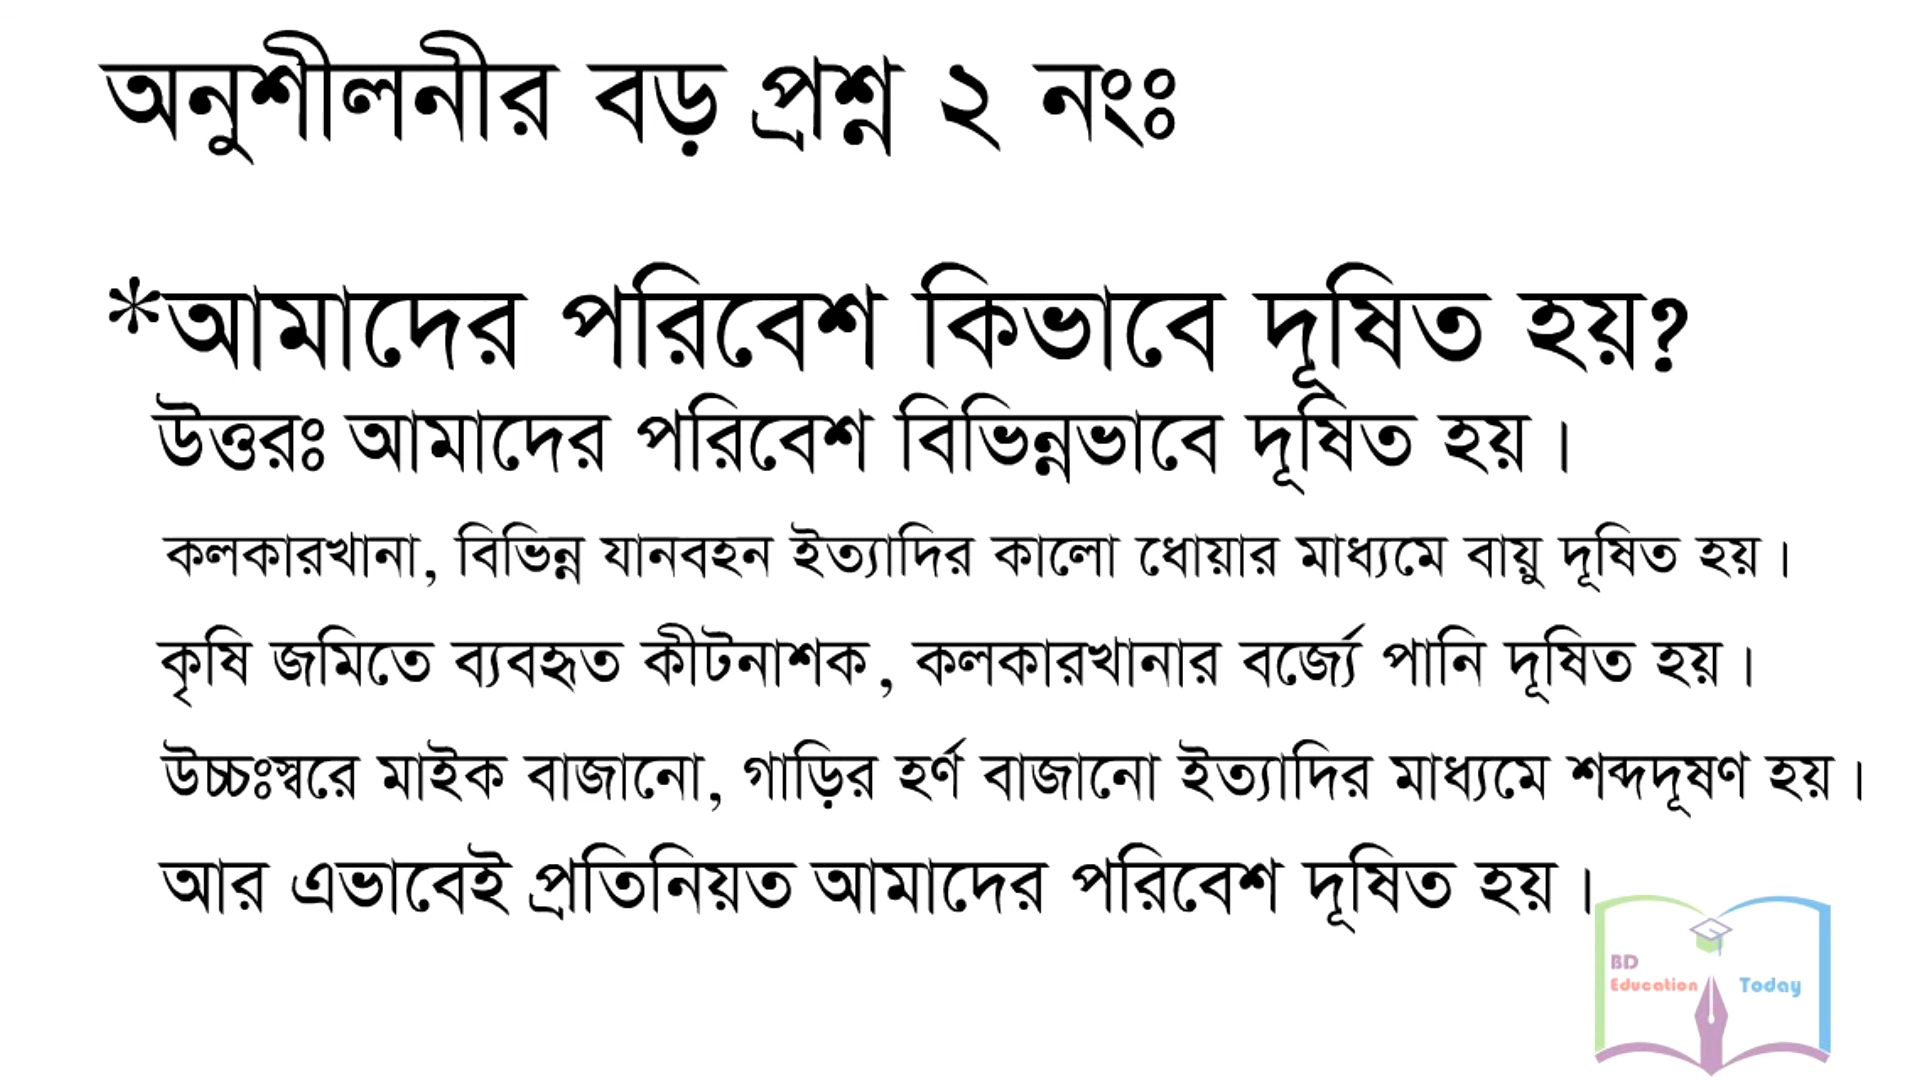 অনুশীলনীর বড় প্রশ্ন ২ নংঃ
*আমাদের পরিবেশ কিভাবে দূষিত হয়?
উত্তরঃ আমাদের পরিবেশ বিভিন্নভাবে দূষিত হয়।
কলকারখানা, বিভিন্ন যানবহন ইত্যাদির কালো ধোয়ার মাধ্যমে বায়ু দূষিত হয়।
কৃষি জমিতে ব্যবহৃত কীটনাশক, কলকারখানার বর্জ্যে পানি দূষিত হয়।
উচ্চঃস্বরে মাইক বাজানো, গাড়ির হর্ণ বাজানো ইত্যাদির মাধ্যমে শব্দদূষণ হয়।
আর এভাবেই প্রতিনিয়ত আমাদের পরিবেশ দূষিত হয়।
BD
Education Today